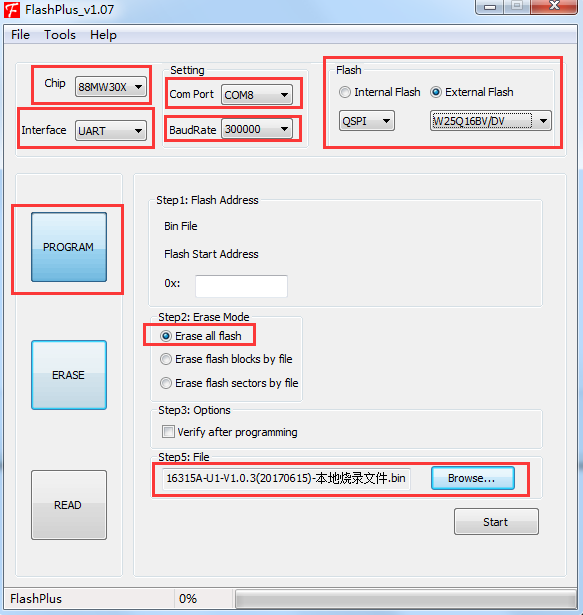 FlashPlus_v1.07
File Tools Help
Chip 88MW30X
Interface UART
Setting
Com Port COM8
BaudRate 300000
Flash
Internal Flash External Flash
QSPI W25Q16BV/DV
PROGRAM
ERASE
READ
Step1: Flash Address
Bin File
Flash Start Address
0x:
Step2: Erase Mode
Erase all flash
Erase flash blocks by file
Erase flash sectors by file
Step3: Options
Verify after programming
Step5: File
16315A-U1-V1.0.3(20170615)-本地烧录文件.bin Browse...
Start
FlashPlus 0%